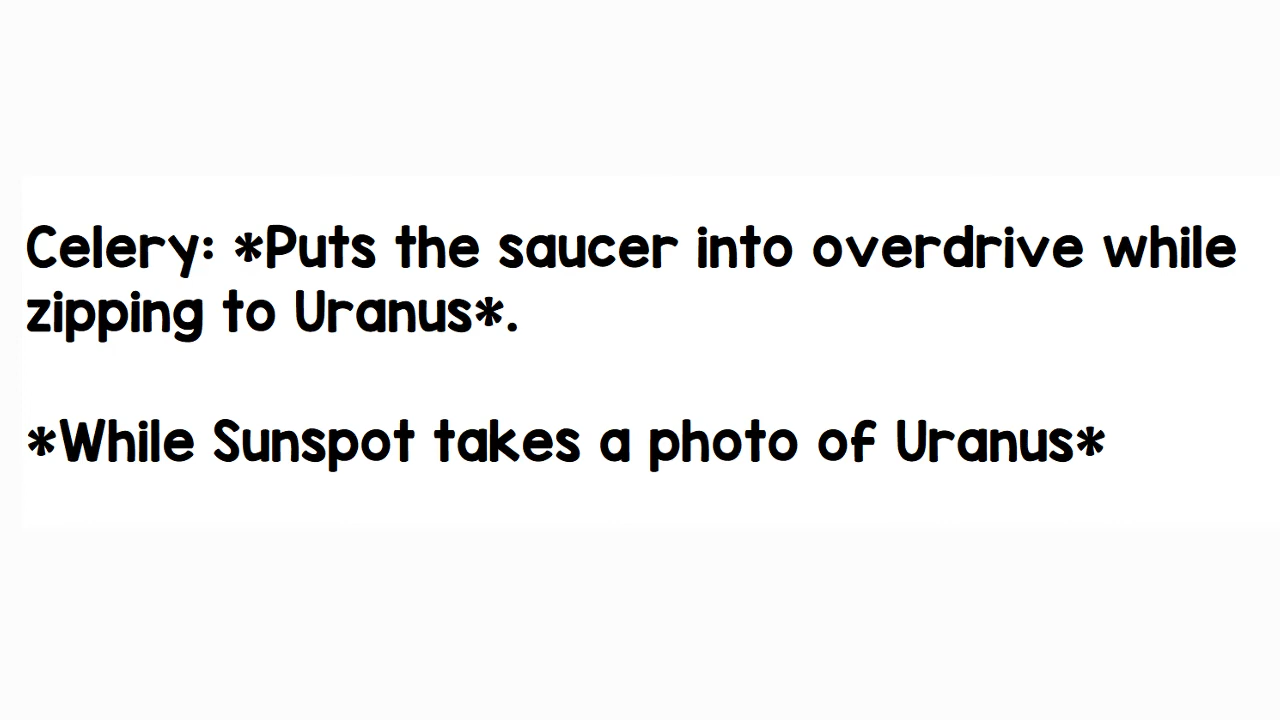 Celery: *Puts the saucer into overdrive while
zipping to Uranus*.
*While Sunspot takes a photo of Uranus*